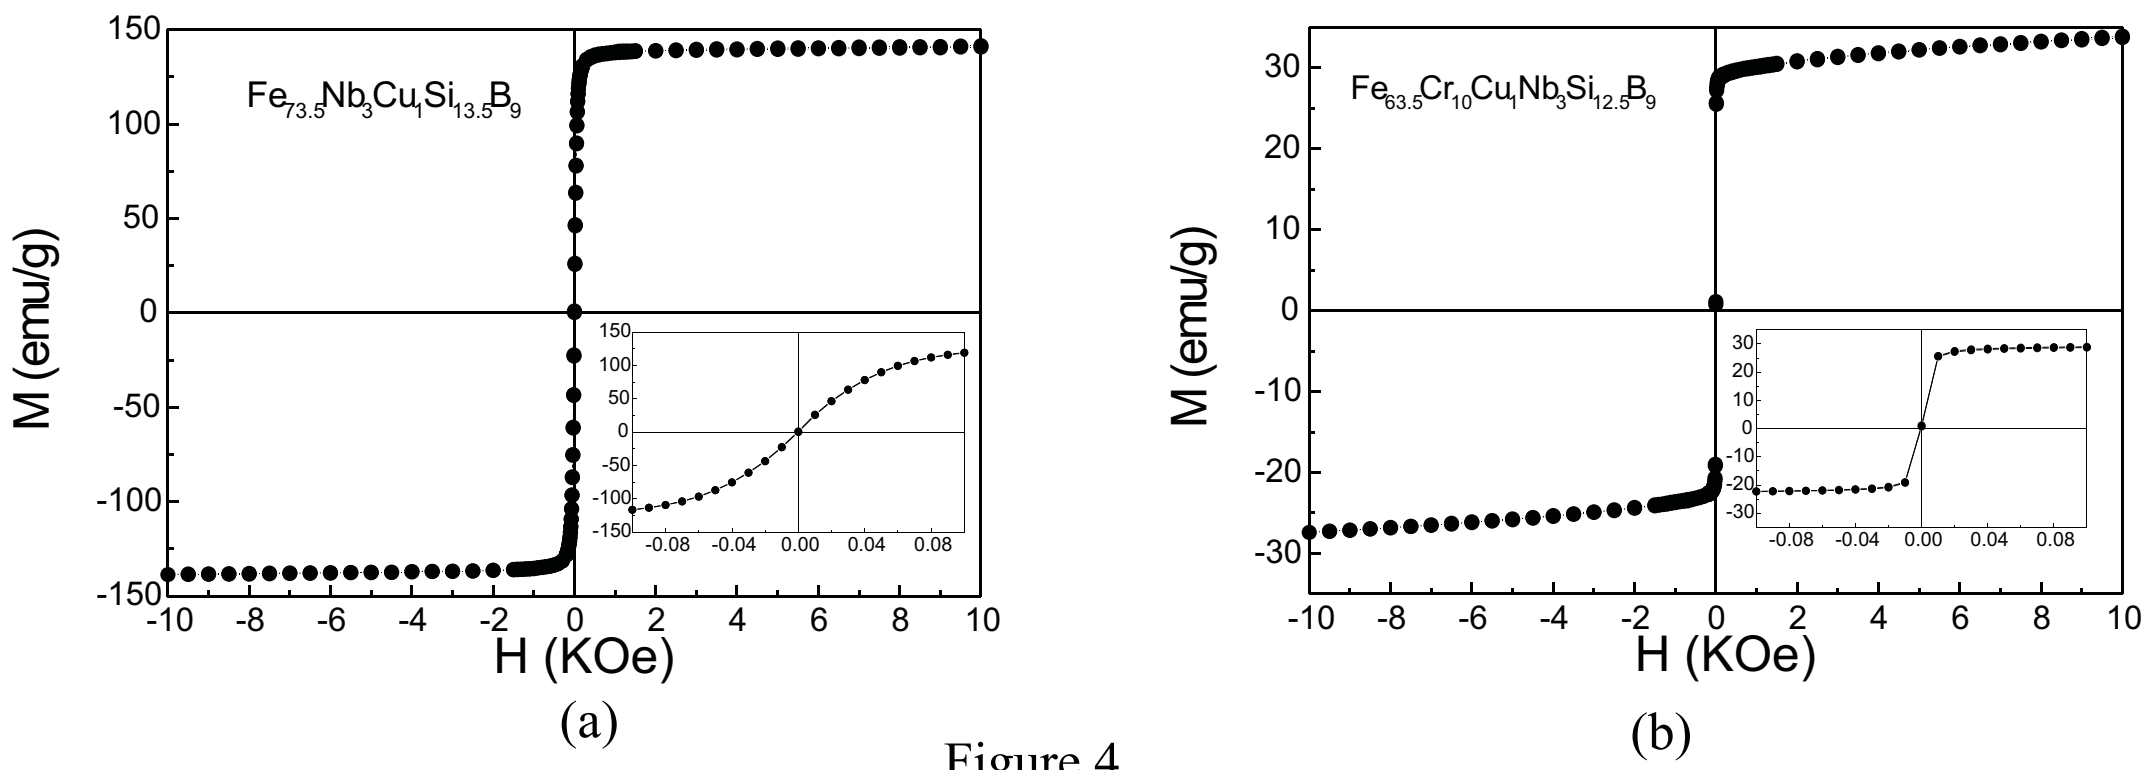 Fe73.5Nb3Cu1Si13.5B9
M (emu/g)
150
100
50
0
-50
-100
-150
-10 -8 -6 -4 -2 0 2 4 6 8 10
H (KOe)
150
100
50
0
-50
-100
-150
-0.08 -0.04 0.00 0.04 0.08
(a)
Fe63.5Cr10Cu1Nb3Si12.5B9
M (emu/g)
30
20
10
0
-10
-20
-30
-10 -8 -6 -4 -2 0 2 4 6 8 10
H (KOe)
30
20
10
0
-10
-20
-30
-0.08 -0.04 0.00 0.04 0.08
(b)
Figure 4